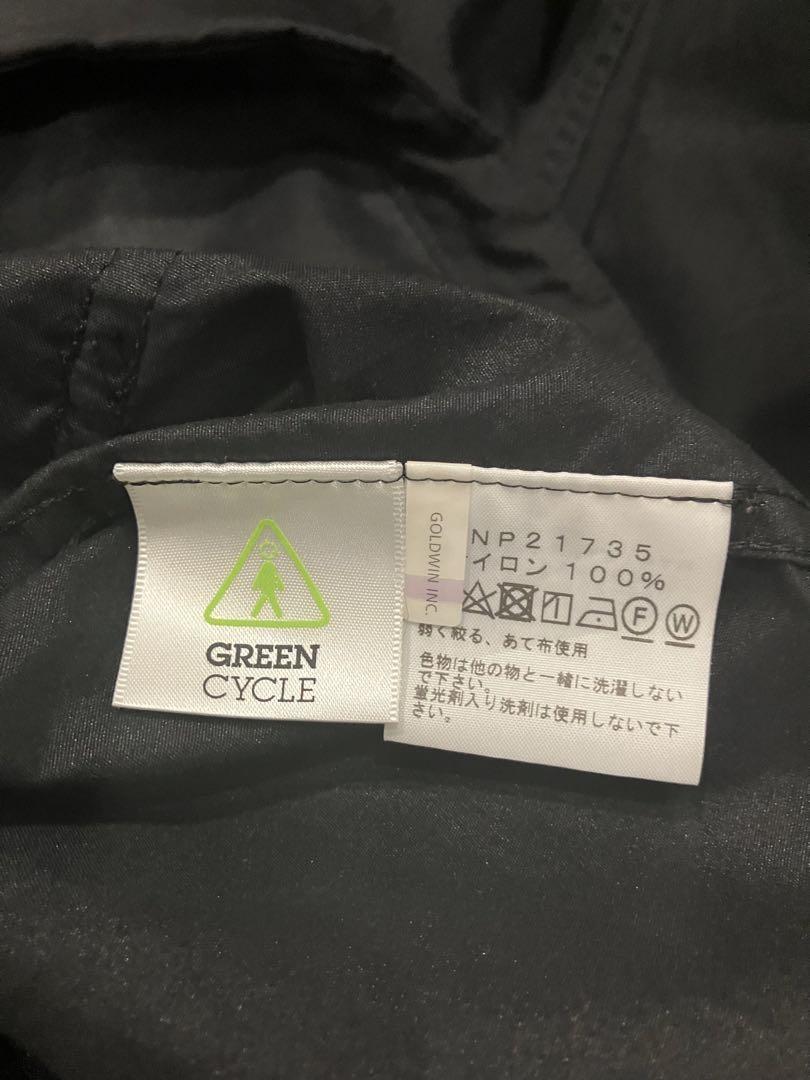 GREEN
CYCLE
GOLDWIN INC.
NP21735
イロン 100%
F W
弱く絞る、あて布使用
色物は他の物と一緒に洗濯しない
で下さい。
蛍光剤入り洗剤は使用しないで下
さい。